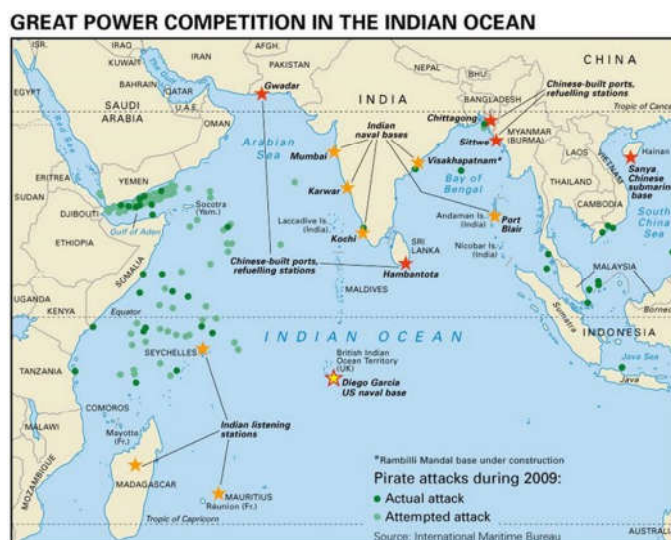 GREAT POWER COMPETITION IN THE INDIAN OCEAN
ISR.
IRAQ
IRAN
AFGH.
CHINA
JORDAN
KUWAIT
PAKISTAN
NEPAL
BHU.
Chinese-built ports,
refuelling stations
EGYPT
BAHRAIN
QATAR
The Gulf
Gwadar
INDIA
BANGLADESH
SAUDI
ARABIA
U.A.E.
Chittagong
Tropic of Cancer
Red Sea
OMAN
Arabian
Sea
Indian
naval bases
Sittwe
MYANMAR
(BURMA)
LAOS
VIETNAM
Hainan
Mumbai
Visakhapatnam*
Sanya
Chinese
submarine
base
ERITREA
YEMEN
Bay of
Bengal
THAILAND
SUDAN
Karwar
CAMBODIA
DJIBOUTI
Socotra
(Yem.)
Laccadive Is.
(India)
Andaman Is.
(India)
Port
Blair
South
China
Sea
Gulf of Aden
Kochi
ETHIOPIA
SRI
LANKA
Nicobar Is.
(India)
Chinese-built ports,
refuelling stations
SOMALIA
Hambantota
MALAYSIA
UGANDA
MALDIVES
KENYA
Equator
Borneo
INDIAN OCEAN
Sumatra
INDONESIA
SEYCHELLES
British Indian
Ocean Territory
(UK)
Java Sea
TANZANIA
Diego Garcia
US naval base
Java
COMOROS
MALAWI
Mayotte
(Fr.)
Indian listening
stations
MOZAMBIQUE
*Rambilli Mandal base under construction
MADAGASCAR
Pirate attacks during 2009:
MAURITIUS
Actual attack
Réunion (Fr.)
Attempted attack
Tropic of Capricorn
Source: International Maritime Bureau
AUSTRALIA